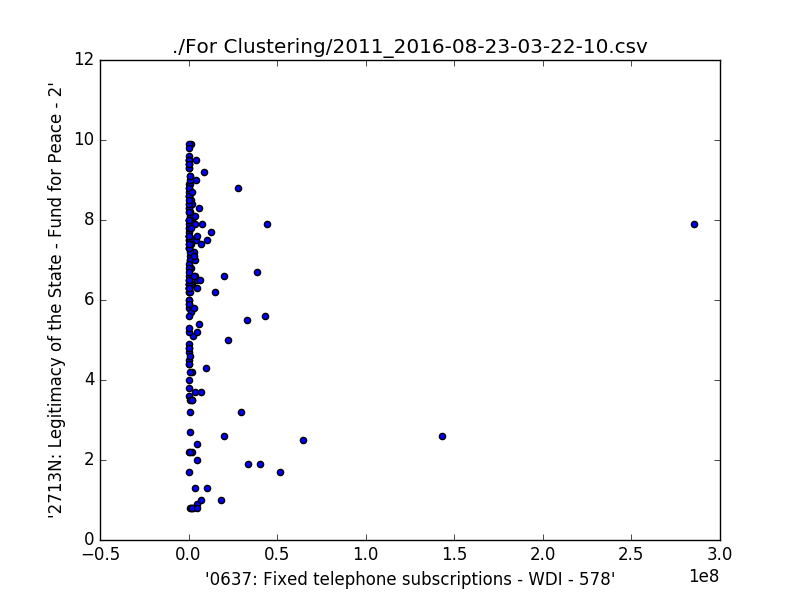 ./For Clustering/2011_2016-08-23-03-22-10.csv
'2713N: Legitimacy of the State - Fund for Peace - 2'
12
10
8
6
4
2
0
−0.5 0.0 0.5 1.0 1.5 2.0 2.5 3.0
1e8
'0637: Fixed telephone subscriptions - WDI - 578'